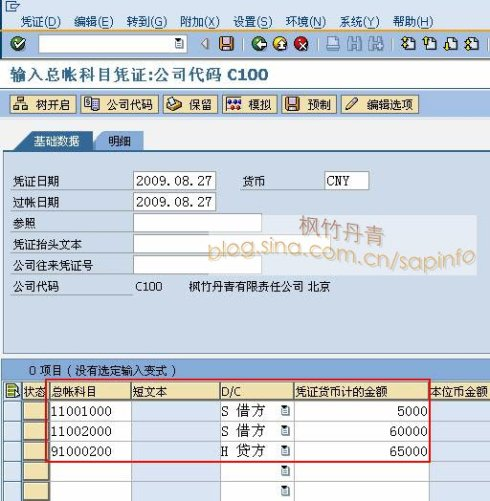 凭证(D) 编辑(E) 转到(G) 附加(X) 设置(S) 环境(N) 系统(Y) 帮助(H)
输入总帐科目凭证:公司代码 C100
树开启 公司代码 保留 模拟 预制 编辑选项
基础数据 明细
凭证日期 2009.08.27 货币 CNY
过帐日期 2009.08.27
参照
凭证抬头文本
公司往来凭证号
公司代码 C100 枫竹丹青有限责任公司 北京
枫竹丹青
blog.sina.com.cn/sapinfo
0 项目(没有选定输入变式)
状态 总帐科目 短文本 D/C 凭证货币计的金额 本位币金额
11001000 S 借方 5000
11002000 S 借方 60000
91000200 H 贷方 65000